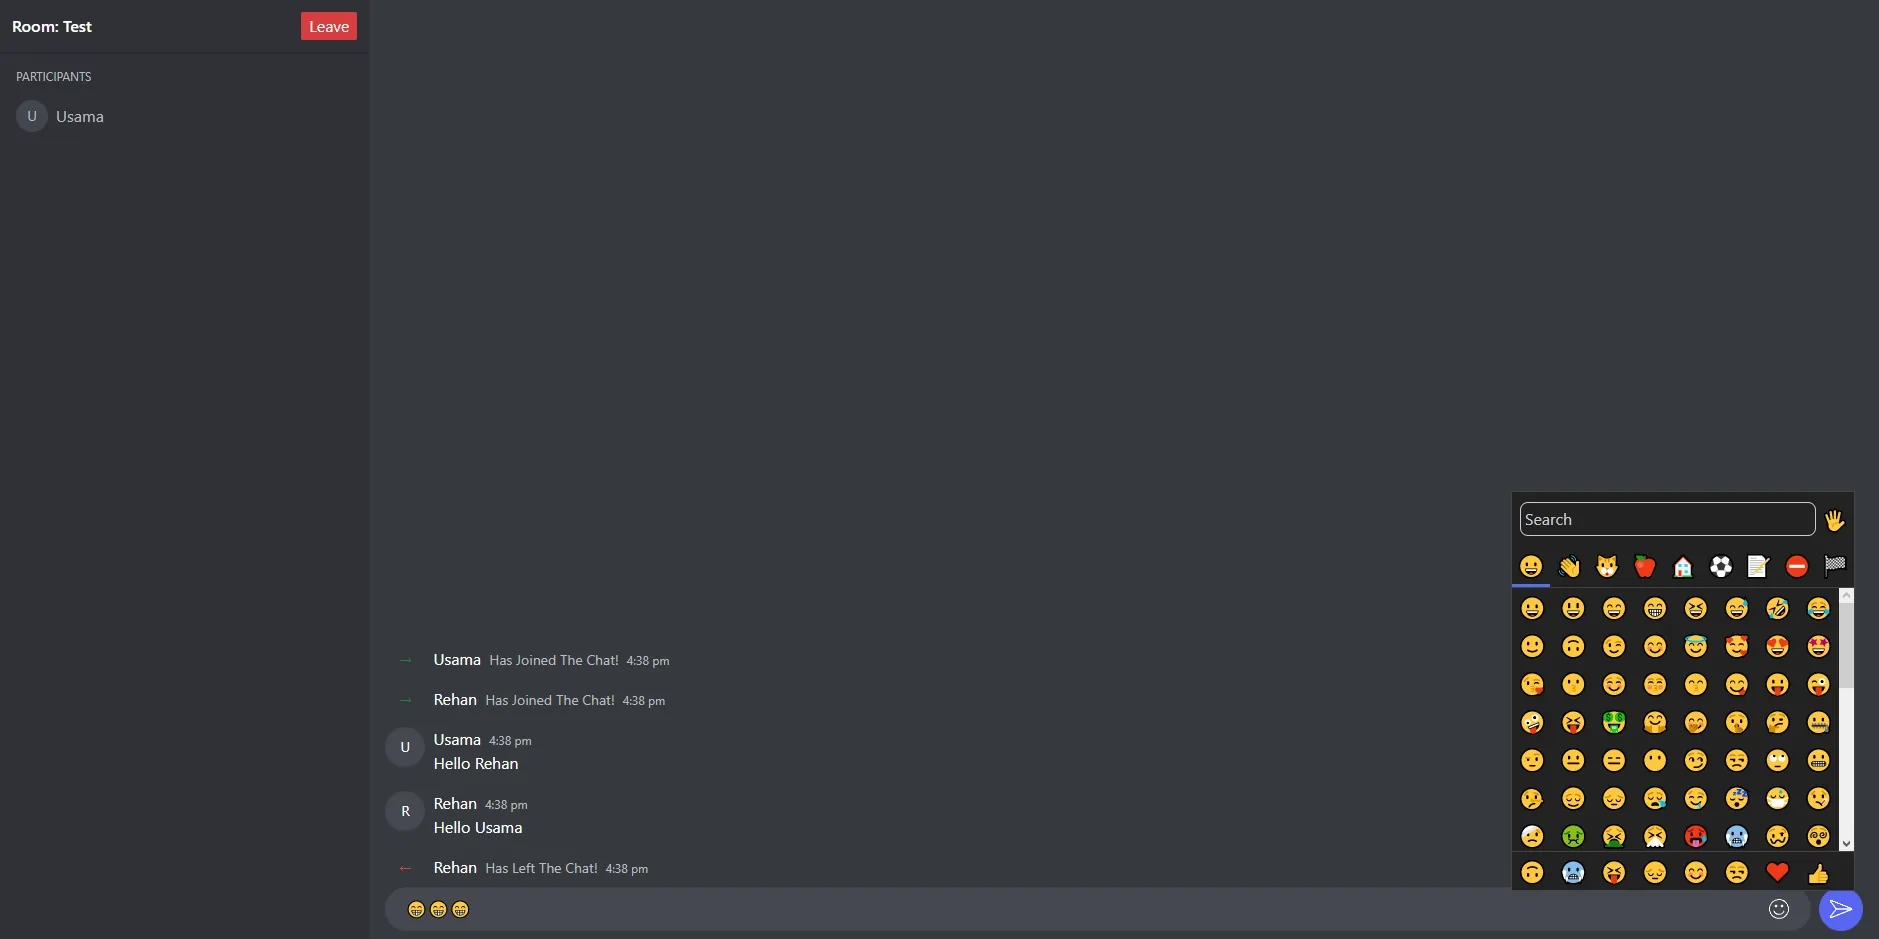 Room: Test
Leave
PARTICIPANTS
U Usama
Usama Has Joined The Chat! 4:38 pm
Rehan Has Joined The Chat! 4:38 pm
U
Usama 4:38 pm
Hello Rehan
R
Rehan 4:38 pm
Hello Usama
Rehan Has Left The Chat! 4:38 pm
😁😁😁
Search